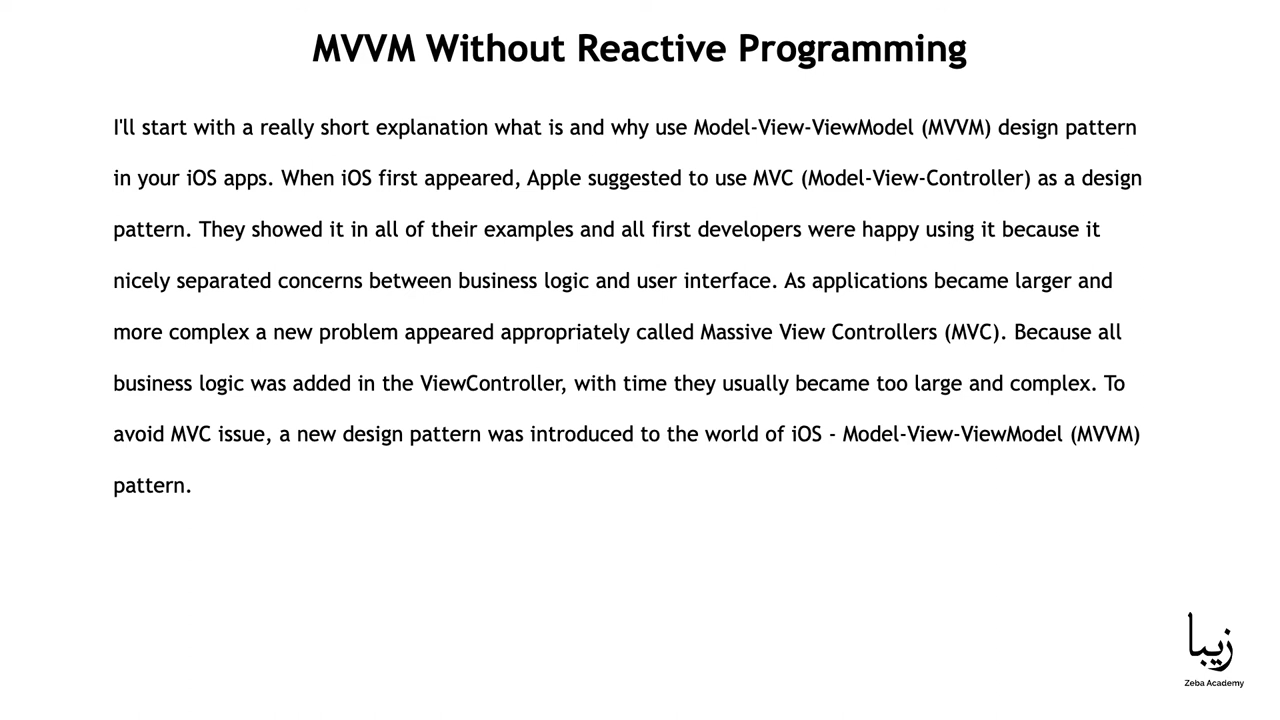 MVVM Without Reactive Programming
I'll start with a really short explanation what is and why use Model-View-ViewModel (MVVM) design pattern
in your iOS apps. When iOS first appeared, Apple suggested to use MVC (Model-View-Controller) as a design
pattern. They showed it in all of their examples and all first developers were happy using it because it
nicely separated concerns between business logic and user interface. As applications became larger and
more complex a new problem appeared appropriately called Massive View Controllers (MVC). Because all
business logic was added in the ViewController, with time they usually became too large and complex. To
avoid MVC issue, a new design pattern was introduced to the world of iOS - Model-View-ViewModel (MVVM)
pattern.
زيبا
Zeba Academy